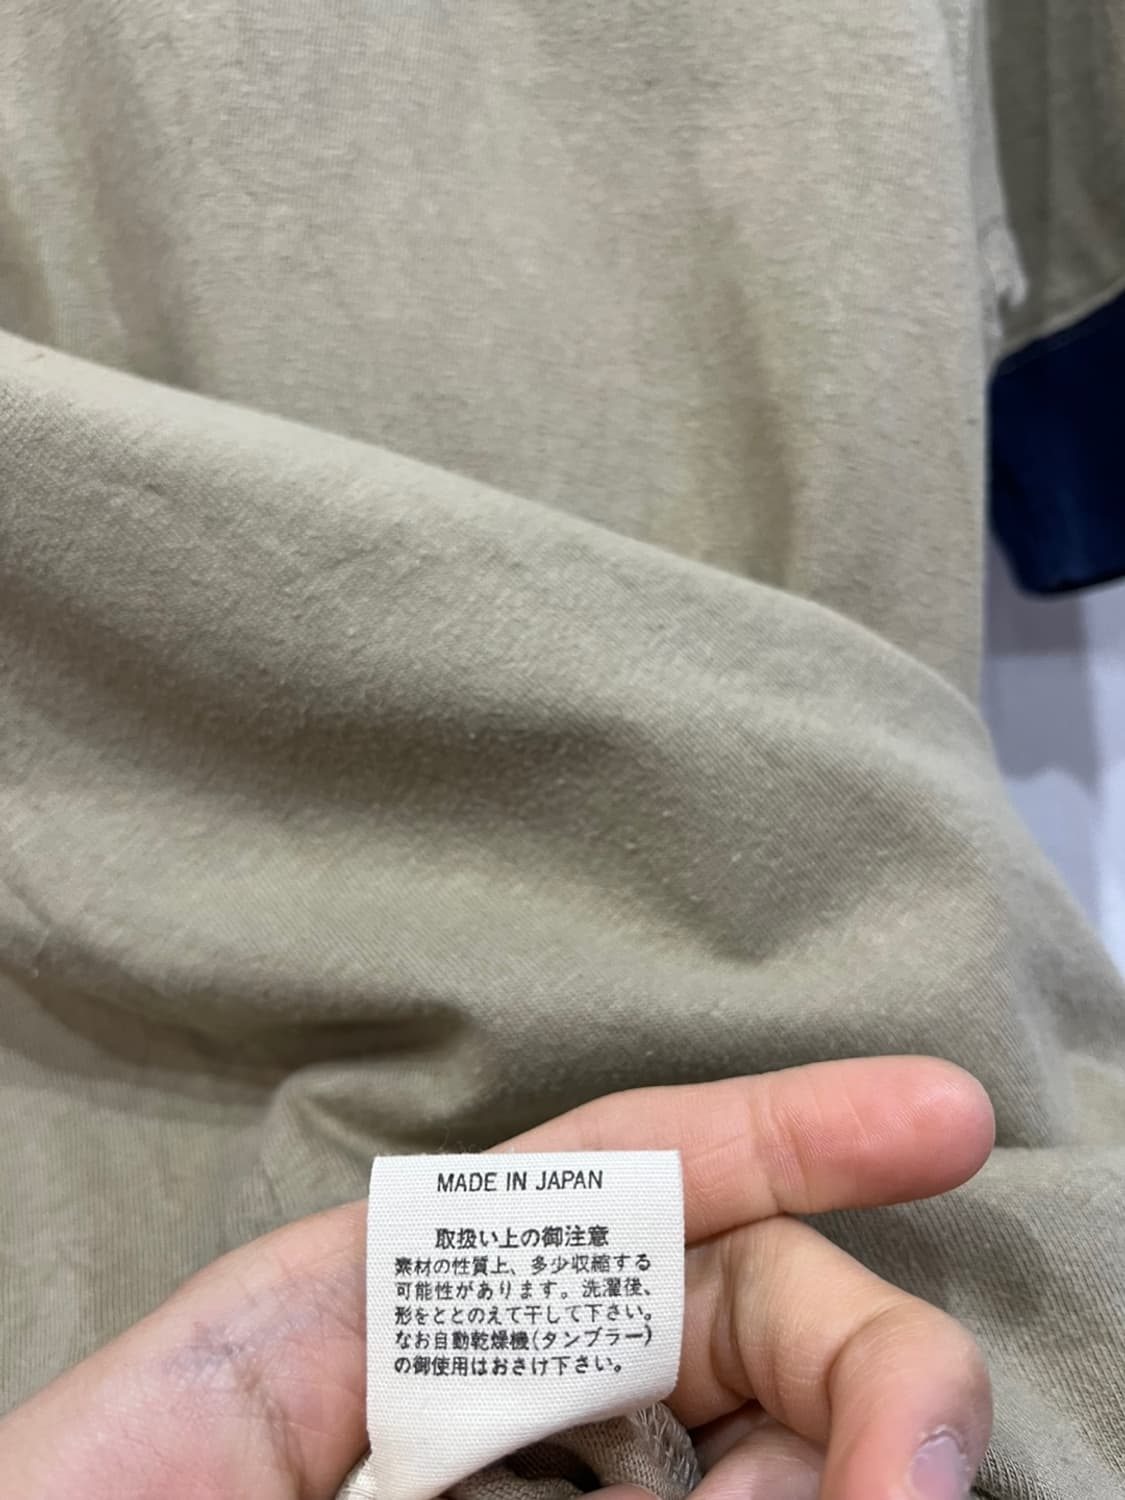 MADE IN JAPAN
取扱い上の御注意
素材の性質上、多少収縮する
可能性があります。洗濯後、
形をととのえて干して下さい。
なお自動乾燥機(タンブラー)
の御使用はおさけ下さい。